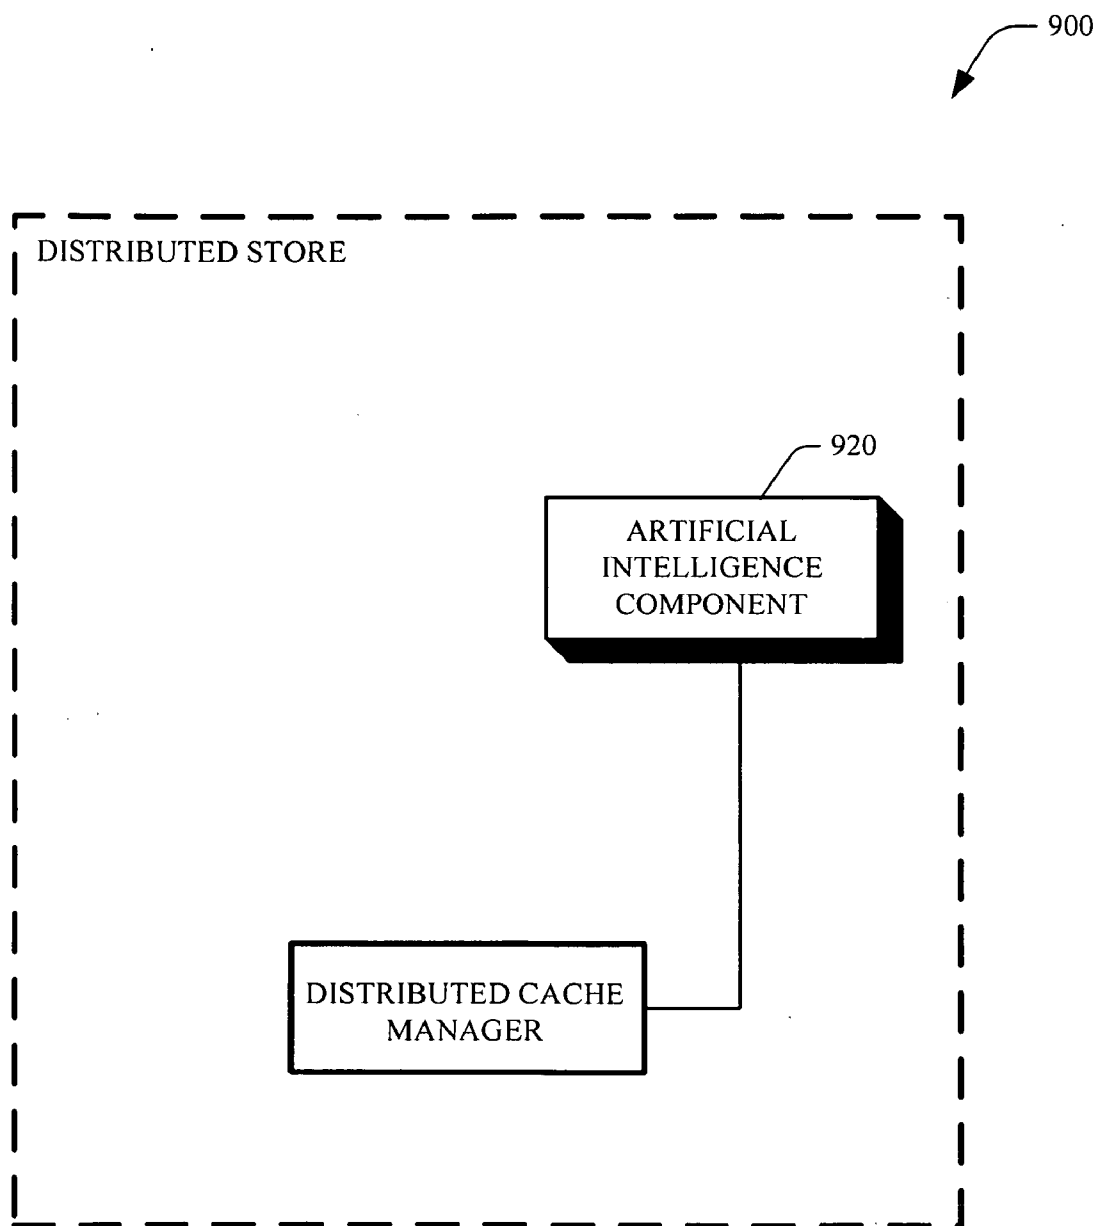 900
DISTRIBUTED STORE
920
ARTIFICIAL
INTELLIGENCE
COMPONENT
DISTRIBUTED CACHE
MANAGER